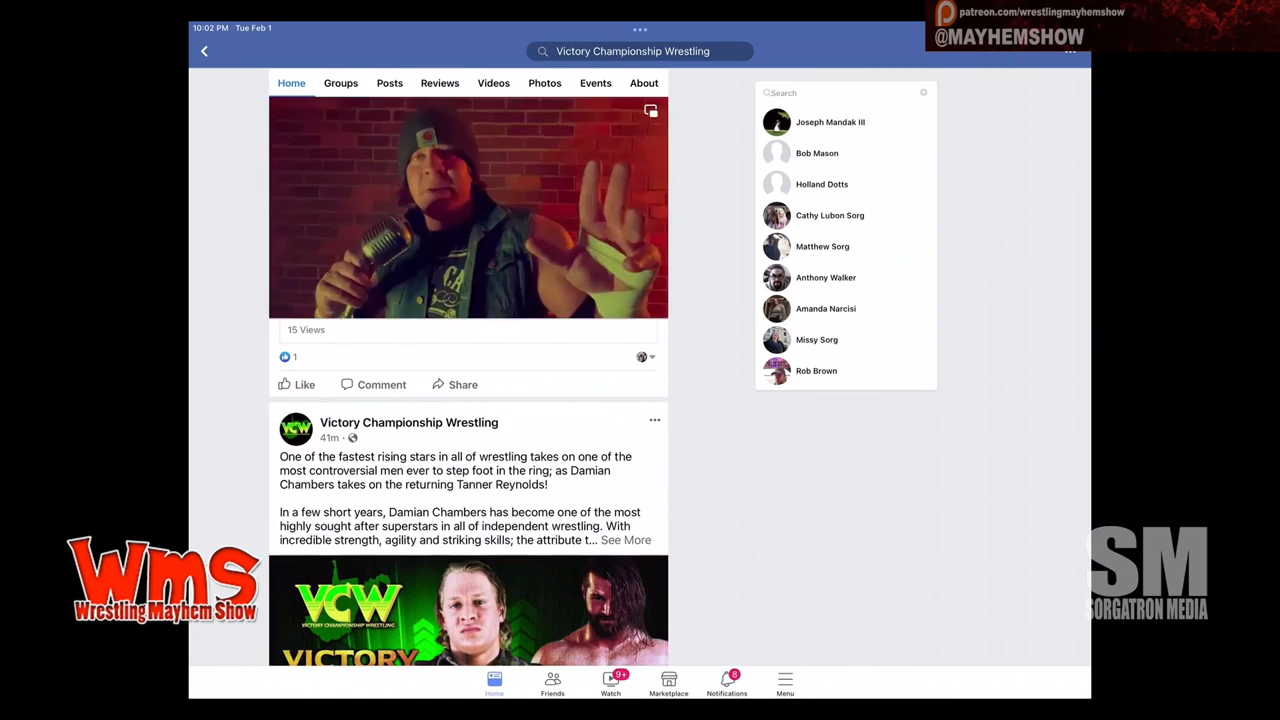 10:02 PM Tue Feb 1
patreon.com/wrestlingmayhemshow
@MAYHEMSHOW
Victory Championship Wrestling
Home Groups Posts Reviews Videos Photos Events About
Search
Joseph Mandak III
Bob Mason
Holland Dotts
Cathy Lubon Sorg
Matthew Sorg
Anthony Walker
Amanda Narcisi
Missy Sorg
Rob Brown
15 Views
1
Like Comment Share
VCW
Victory Championship Wrestling
41m ·
One of the fastest rising stars in all of wrestling takes on one of the
most controversial men ever to step foot in the ring; as Damian
Chambers takes on the returning Tanner Reynolds!
In a few short years, Damian Chambers has become one of the most
highly sought after superstars in all of independent wrestling. With
incredible strength, agility and striking skills; the attribute t... See More
VCW
VICTORY CHAMPIONSHIP WRESTLING
VICTORY
wms
Wrestling Mayhem Show
SM
SORGATRON MEDIA
9+ 8
Home Friends Watch Marketplace Notifications Menu